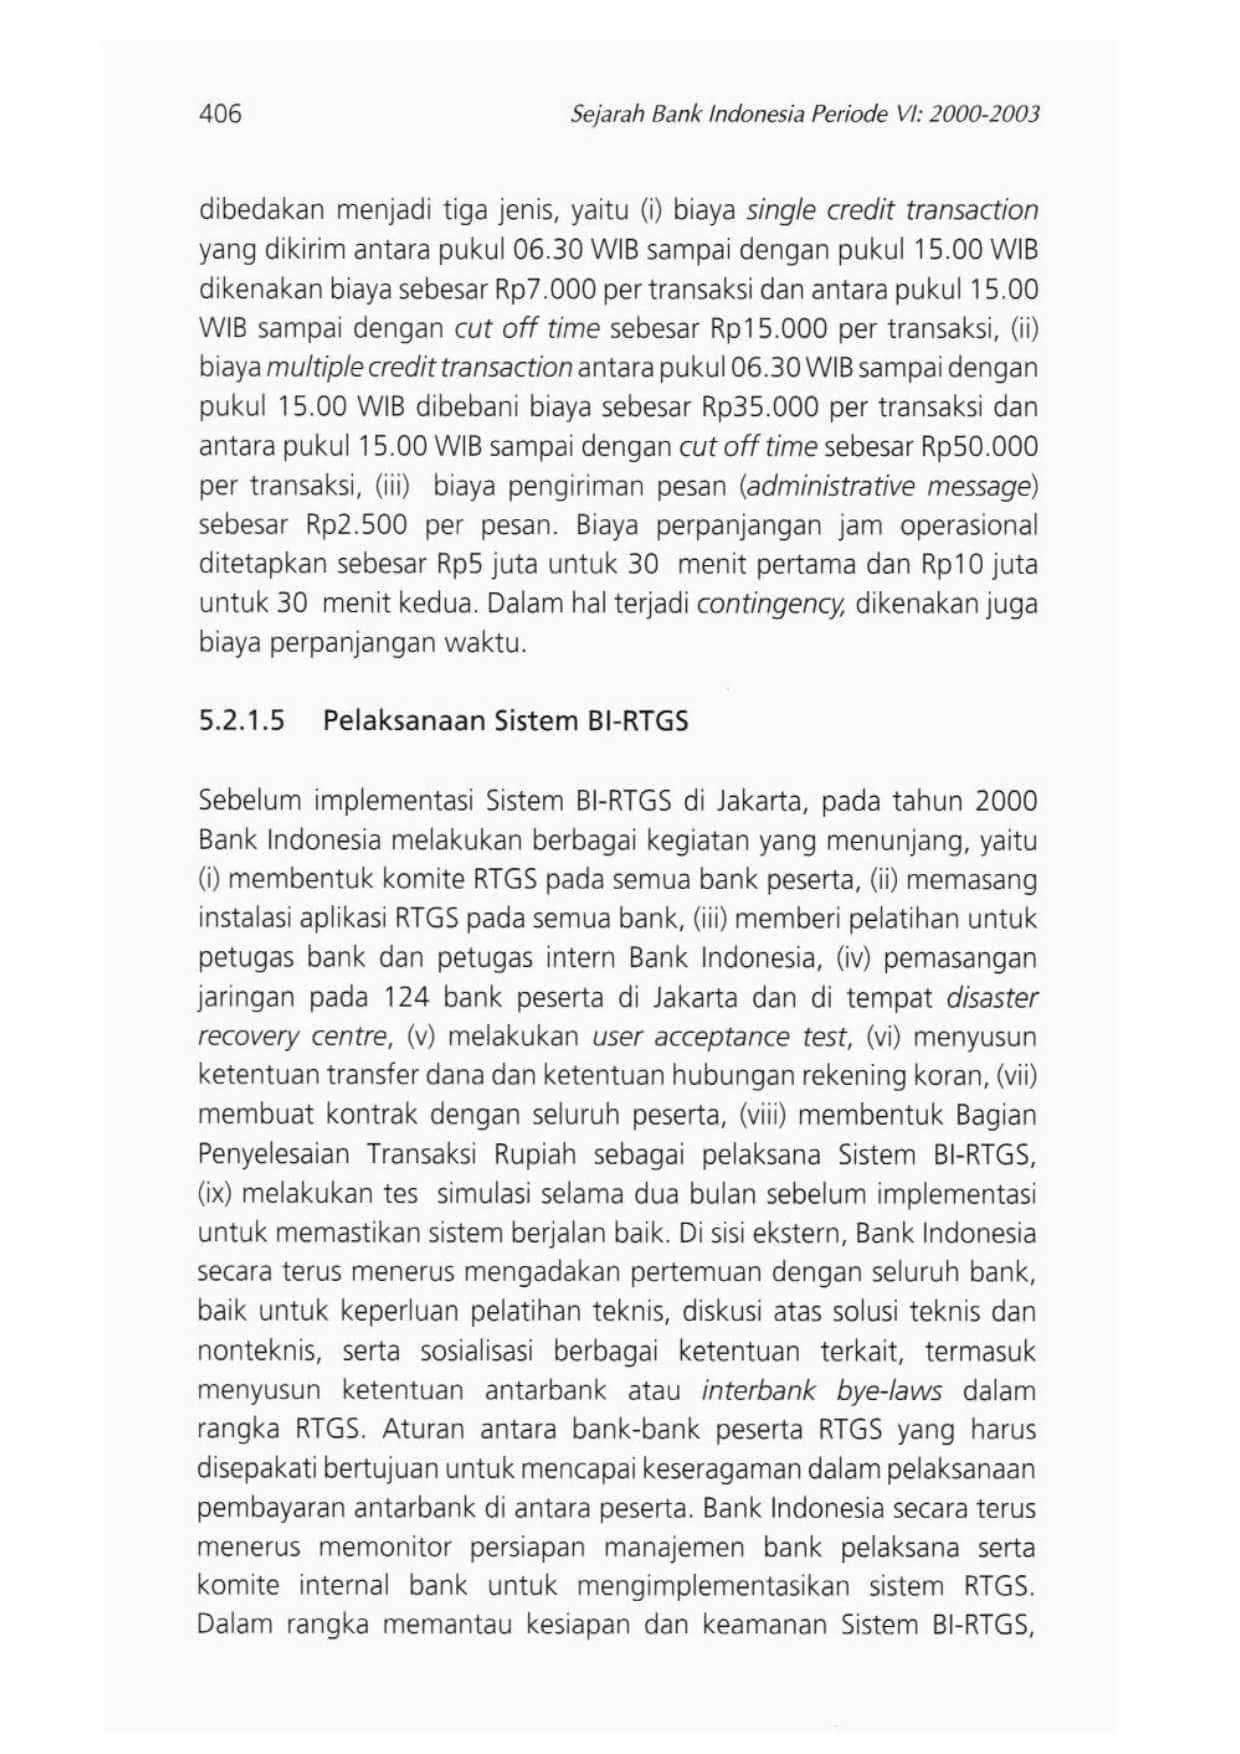 406
Sejarah Bank Indonesia Periode VI: 2000-2003
dibedakan menjadi tiga jenis, yaitu (i) biaya single credit transaction
yang dikirim antara pukul 06.30 WIB sampai dengan pukul 15.00 WIB
dikenakan biaya sebesar Rp7.000 per transaksi dan antara pukul 15.00
WIB sampai dengan cut off time sebesar Rp15.000 per transaksi, (ii)
biaya multiple credit transaction antara pukul 06.30 WIB sampai dengan
pukul 15.00 WIB dibebani biaya sebesar Rp35.000 per transaksi dan
antara pukul 15.00 WIB sampai dengan cut off time sebesar Rp50.000
per transaksi, (iii) biaya pengiriman pesan (administrative message)
sebesar Rp2.500 per pesan. Biaya perpanjangan jam operasional
ditetapkan sebesar Rp5 juta untuk 30 menit pertama dan Rp10 juta
untuk 30 menit kedua. Dalam hal terjadi contingency, dikenakan juga
biaya perpanjangan waktu.
5.2.1.5 Pelaksanaan Sistem BI-RTGS
Sebelum implementasi Sistem BI-RTGS di Jakarta, pada tahun 2000
Bank Indonesia melakukan berbagai kegiatan yang menunjang, yaitu
(i) membentuk komite RTGS pada semua bank peserta, (ii) memasang
instalasi aplikasi RTGS pada semua bank, (iii) memberi pelatihan untuk
petugas bank dan petugas intern Bank Indonesia, (iv) pemasangan
jaringan pada 124 bank peserta di Jakarta dan di tempat disaster
recovery centre, (v) melakukan user acceptance test, (vi) menyusun
ketentuan transfer dana dan ketentuan hubungan rekening koran, (vii)
membuat kontrak dengan seluruh peserta, (viii) membentuk Bagian
Penyelesaian Transaksi Rupiah sebagai pelaksana Sistem BI-RTGS,
(ix) melakukan tes simulasi selama dua bulan sebelum implementasi
untuk memastikan sistem berjalan baik. Di sisi ekstern, Bank Indonesia
secara terus menerus mengadakan pertemuan dengan seluruh bank,
baik untuk keperluan pelatihan teknis, diskusi atas solusi teknis dan
nonteknis, serta sosialisasi berbagai ketentuan terkait, termasuk
menyusun ketentuan antarbank atau interbank bye-laws dalam
rangka RTGS. Aturan antara bank-bank peserta RTGS yang harus
disepakati bertujuan untuk mencapai keseragaman dalam pelaksanaan
pembayaran antarbank di antara peserta. Bank Indonesia secara terus
menerus memonitor persiapan manajemen bank pelaksana serta
komite internal bank untuk mengimplementasikan sistem RTGS.
Dalam rangka memantau kesiapan dan keamanan Sistem BI-RTGS,